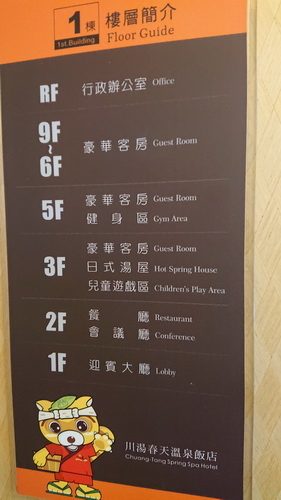 1 棟 樓層簡介
1st.Building Floor Guide
RF 行政辦公室 Office
9F
~ 豪華客房 Guest Room
6F
豪華客房 Guest Room
5F
健身區 Gym Area
豪華客房 Guest Room
3F 日式湯屋 Hot Spring House
兒童遊戲區 Children's Play Area
餐廳 Restaurant
2F
會議廳 Conference
1F 迎賓大廳 Lobby
川湯春天溫泉飯店
Chuang-Tang Spring Spa Hotel